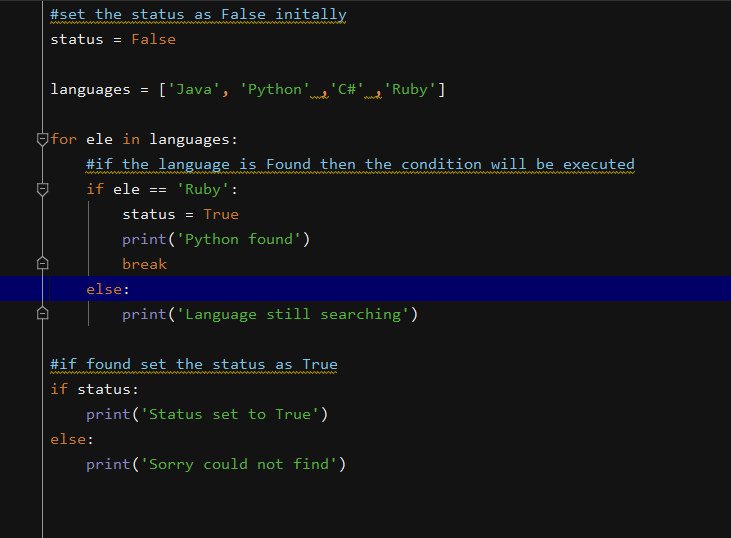 #set the status as False initally
status = False
languages = ['Java', 'Python' ,'C#' ,'Ruby']
for ele in languages:
#if the language is Found then the condition will be executed
if ele == 'Ruby':
status = True
print('Python found')
break
else:
print('Language still searching')
#if found set the status as True
if status:
print('Status set to True')
else:
print('Sorry could not find')